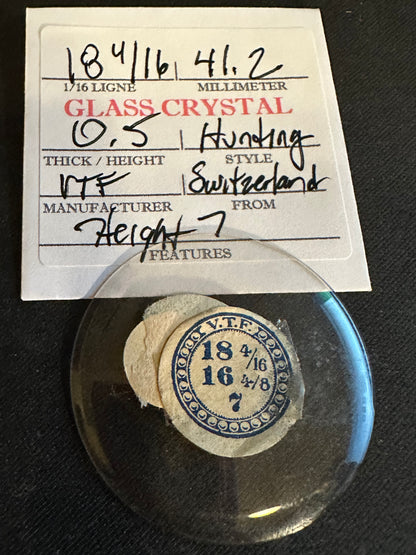 18 4/16 41.2
1/16 LIGNE MILLIMETER
GLASS CRYSTAL
0.5 Hunting
THICK / HEIGHT STYLE
VTF Switzerland
MANUFACTURER FROM
Height 7
FEATURES
V.T.F.
18 4/16
16 4/8
7